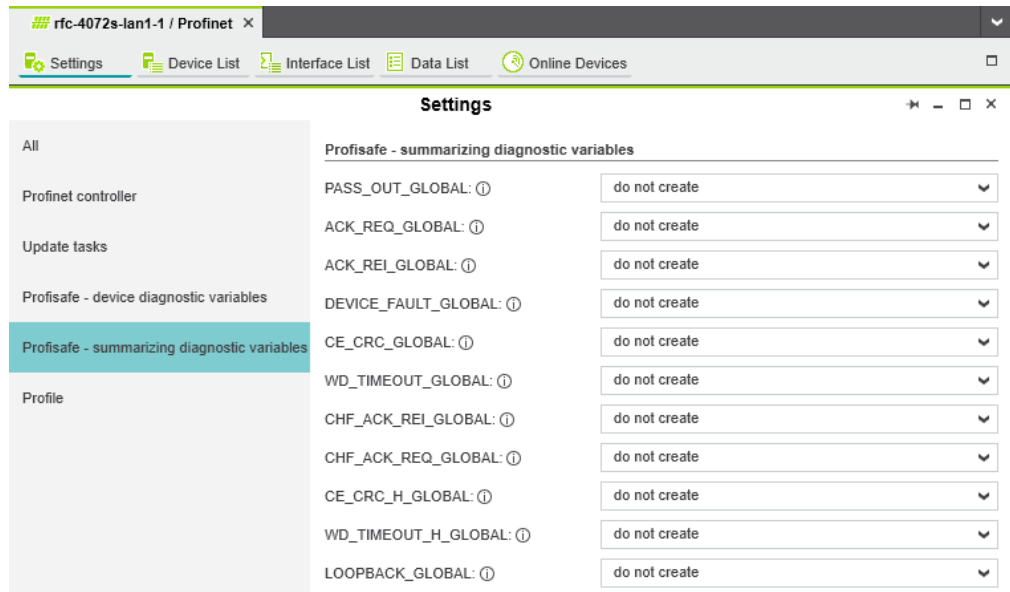 rfc-4072s-lan1-1 / Profinet
Settings Device List Interface List Data List Online Devices
Settings
All
Profinet controller
Update tasks
Profisafe - device diagnostic variables
Profisafe - summarizing diagnostic variables
Profile
Profisafe - summarizing diagnostic variables
PASS_OUT_GLOBAL: do not create
ACK_REQ_GLOBAL: do not create
ACK_REI_GLOBAL: do not create
DEVICE_FAULT_GLOBAL: do not create
CE_CRC_GLOBAL: do not create
WD_TIMEOUT_GLOBAL: do not create
CHF_ACK_REI_GLOBAL: do not create
CHF_ACK_REQ_GLOBAL: do not create
CE_CRC_H_GLOBAL: do not create
WD_TIMEOUT_H_GLOBAL: do not create
LOOPBACK_GLOBAL: do not create